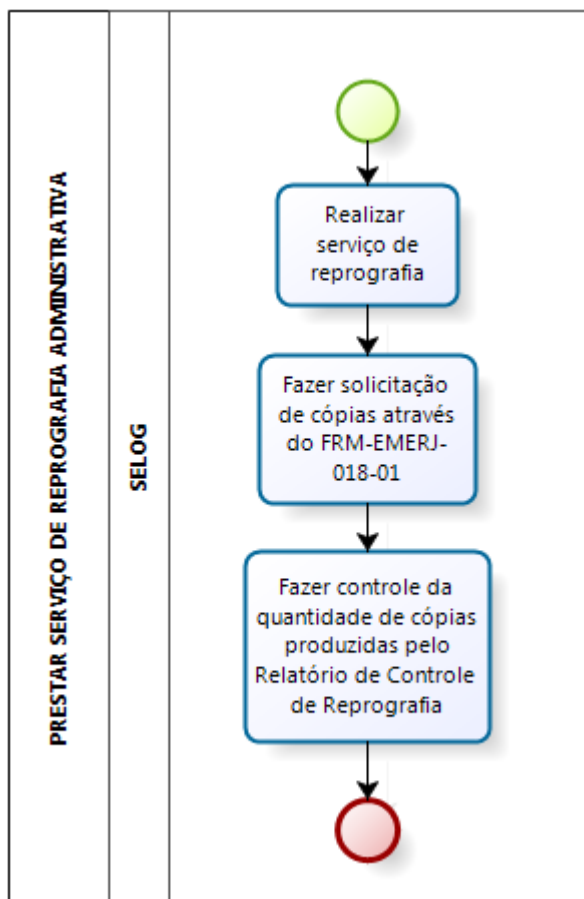 PRESTAR SERVIÇO DE REPROGRAFIA ADMINISTRATIVA
SELOG
Realizar
serviço de
reprografia
Fazer solicitação
de cópias através
do FRM-EMERJ-
018-01
Fazer controle da
quantidade de cópias
produzidas pelo
Relatório de Controle
de Reprografia